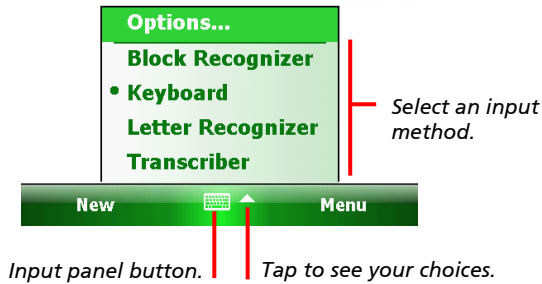 Options...
Block Recognizer
• Keyboard
Letter Recognizer
Transcriber
Select an input
method.
New Menu
Input panel button. Tap to see your choices.